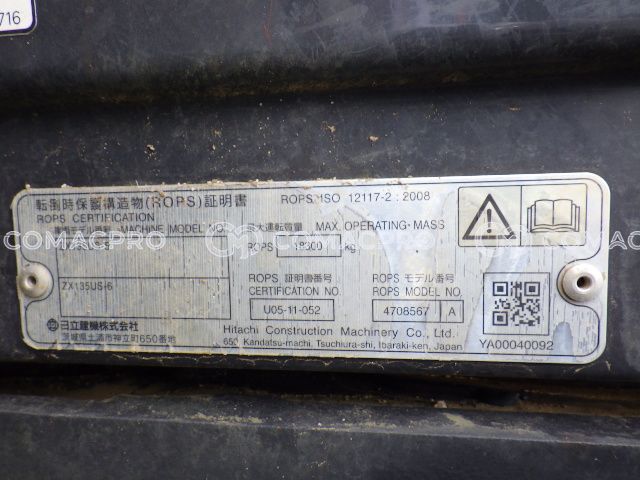 716
転倒時保護構造物(ROPS)証明書
ROPS CERTIFICATION
ROPS:ISO 12117-2:2008
MACHINE MODEL NO.
最大運転質量 MAX. OPERATING-MASS
ROPS kg
ZX135US-6
ROPS 証明書番号
CERTIFICATION NO.
U05-11-052
ROPS モデル番号
ROPS MODEL NO.
4708567 A
日立建機株式会社
茨城県土浦市神立町650番地
Hitachi Construction Machinery Co., Ltd.
650 Kandatsu-machi, Tsuchiura-shi, Ibaraki-ken, Japan
YA00040092
COMACPRO COMACPRO COMACPRO